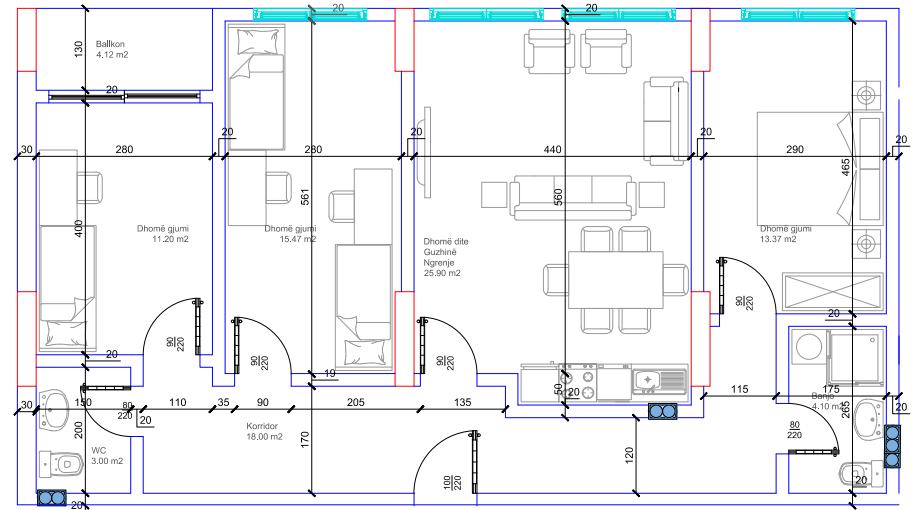 20
20
Ballkon
4.12 m2
130
20
20
20
20
20
30
280
280
440
290
465
561
560
400
Dhomë gjumi
11.20 m2
Dhomë gjumi
15.47 m2
Dhomë dite
Guzhinë
Ngrenje
25.90 m2
Dhomë gjumi
13.37 m2
90
220
20
90
220
90
220
90
220
20
19
50
20
30
150
110
35
90
205
135
115
175
20
80
220
20
200
Korridor
18.00 m2
170
120
Banjo
4.10 m2
265
80
220
WC
3.00 m2
100
220
20
20